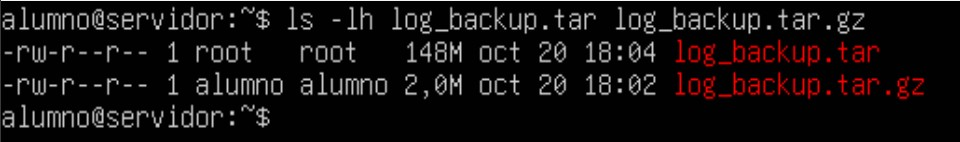 alumno@servidor:~$ ls -lh log_backup.tar log_backup.tar.gz
-rw-r--r-- 1 root   root   148M oct 20 18:04 log_backup.tar
-rw-r--r-- 1 alumno alumno 2,0M oct 20 18:02 log_backup.tar.gz
alumno@servidor:~$